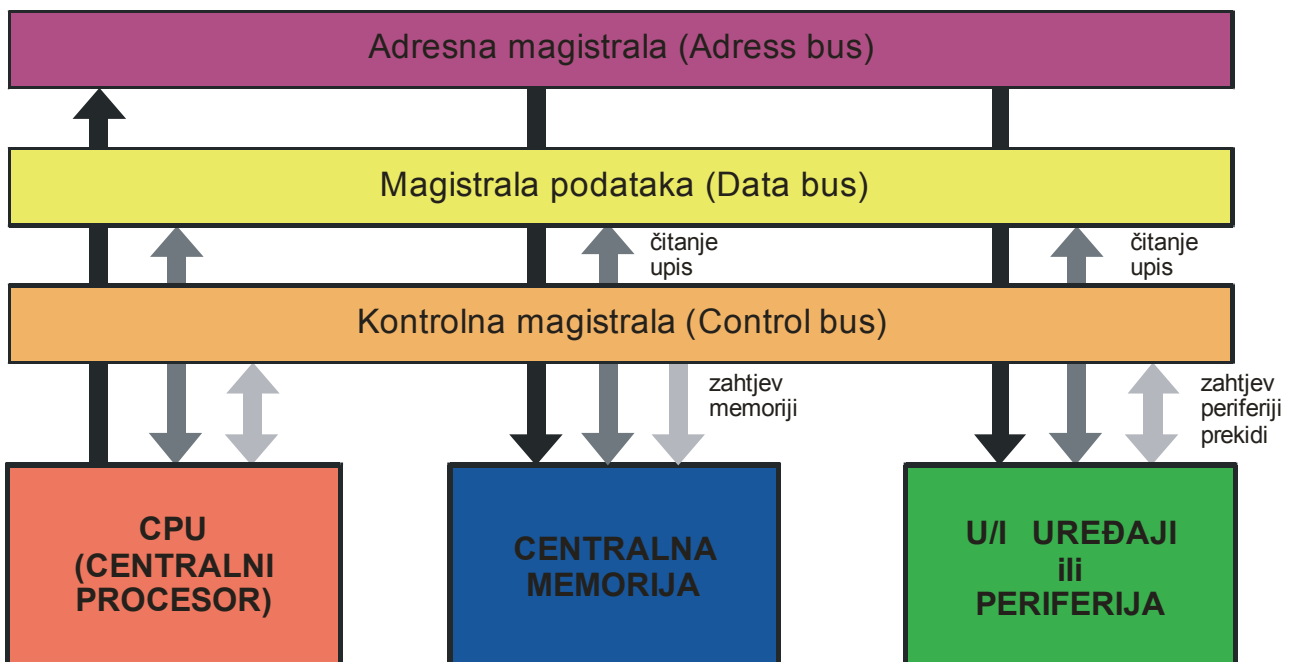 Adresna magistrala (Adress bus)
Magistrala podataka (Data bus)
čitanje
upis
čitanje
upis
Kontrolna magistrala (Control bus)
zahtjev
memoriji
zahtjev
periferiji
prekidi
CPU
(CENTRALNI
PROCESOR)
CENTRALNA
MEMORIJA
U/I UREĐAJI
ili
PERIFERIJA